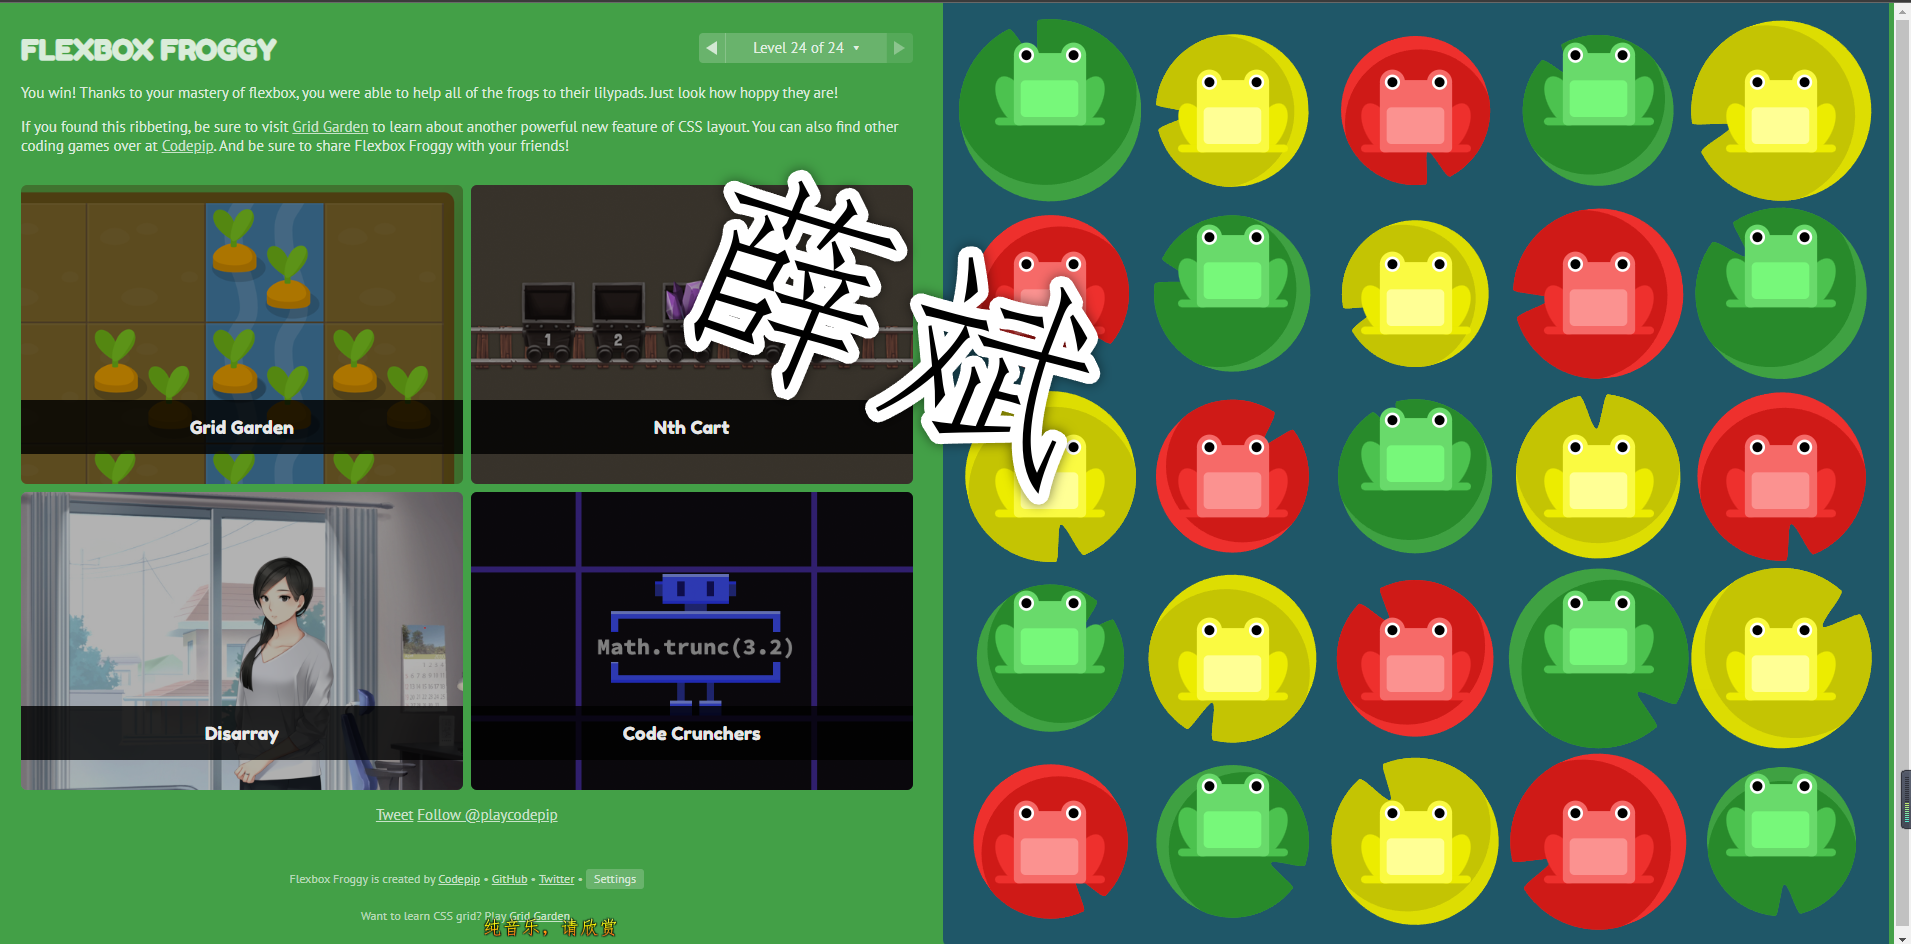 FLEXBOX FROGGY
Level 24 of 24
You win! Thanks to your mastery of flexbox, you were able to help all of the frogs to their lilypads. Just look how hoppy they are!
If you found this ribbeting, be sure to visit Grid Garden to learn about another powerful new feature of CSS layout. You can also find other
coding games over at Codepip. And be sure to share Flexbox Froggy with your friends!
薛斌
1 2
Grid Garden
Nth Cart
Math.trunc(3.2)
Disarray
Code Crunchers
Tweet Follow @playcodepip
Flexbox Froggy is created by Codepip • GitHub • Twitter • Settings
Want to learn CSS grid? Play Grid Garden.
纯音乐，请欣赏